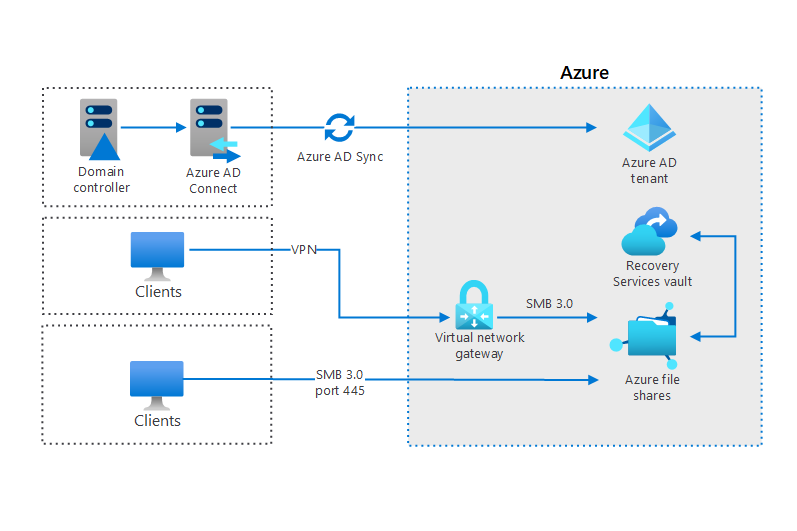 Azure
Domain
controller
Azure AD
Connect
Azure AD Sync
Azure AD
tenant
Clients
VPN
Recovery
Services vault
Virtual network
gateway
SMB 3.0
Clients
SMB 3.0
port 445
Azure file
shares